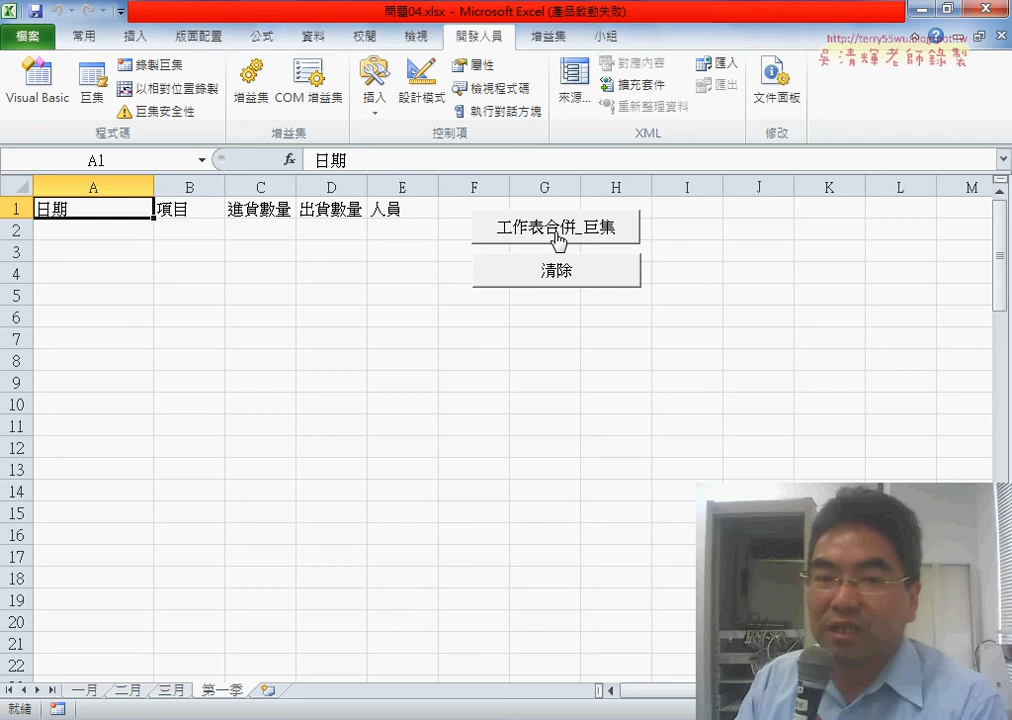 問題04.xlsx - Microsoft Excel (產品啟動失敗)
檔案 常用 插入 版面配置 公式 資料 校閱 檢視 開發人員 增益集 小組
http://terry55wu.blogspot.tw
吳清輝老師錄製
Visual Basic 巨集 錄製巨集 以相對位置錄製 巨集安全性 程式碼
增益集 COM 增益集 增益集
插入 設計模式 屬性 檢視程式碼 執行對話方塊 控制項
來源... 對應內容 擴充套件 重新整理資料 匯入 匯出 XML
文件面板 修改
A1 fx 日期
A B C D E F G H I J K L M
1 日期 項目 進貨數量 出貨數量 人員
工作表合併_巨集
2
3
清除
4
5
6
7
8
9
10
11
12
13
14
15
16
17
18
19
20
21
22
一月 二月 三月 第一季
就緒